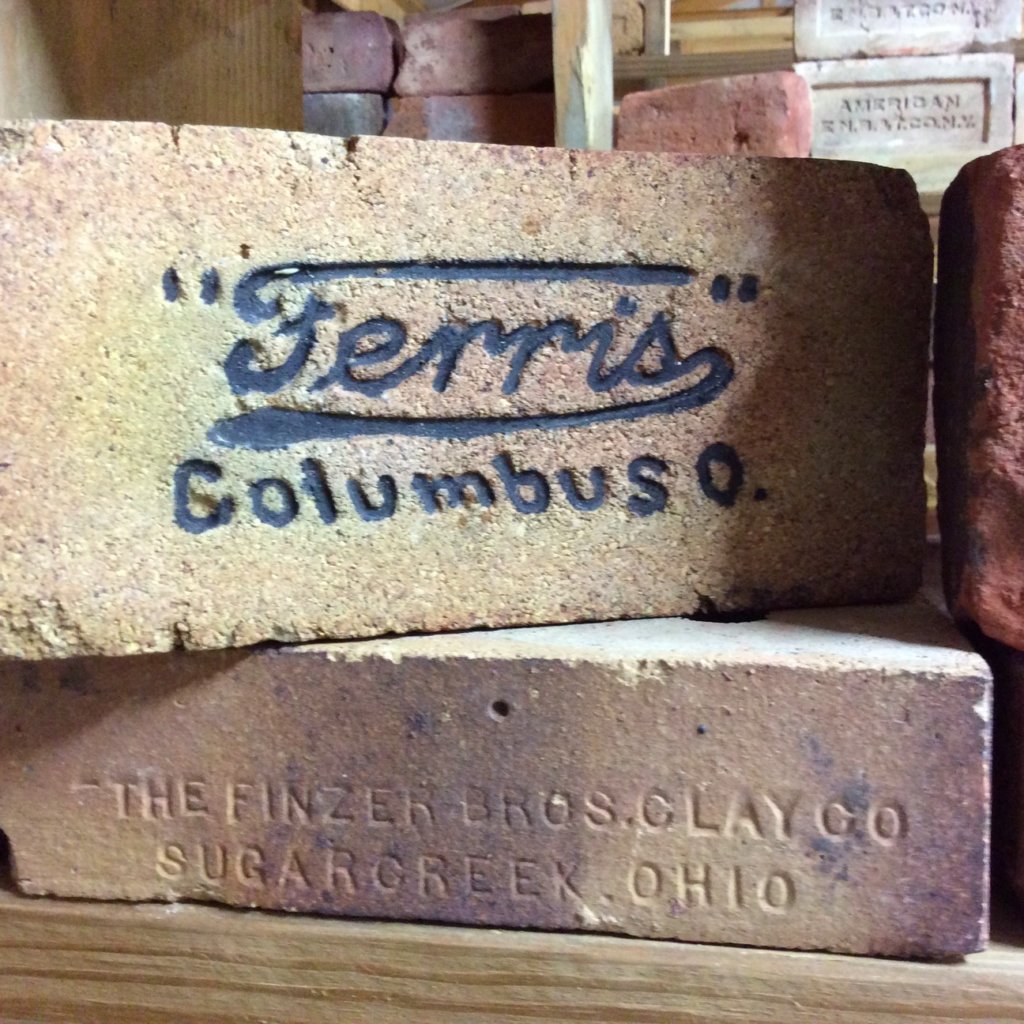 AMERICAN
"Ferris"
Columbus O.
THE FINZER BROS. CLAY CO
SUGARCREEK. OHIO